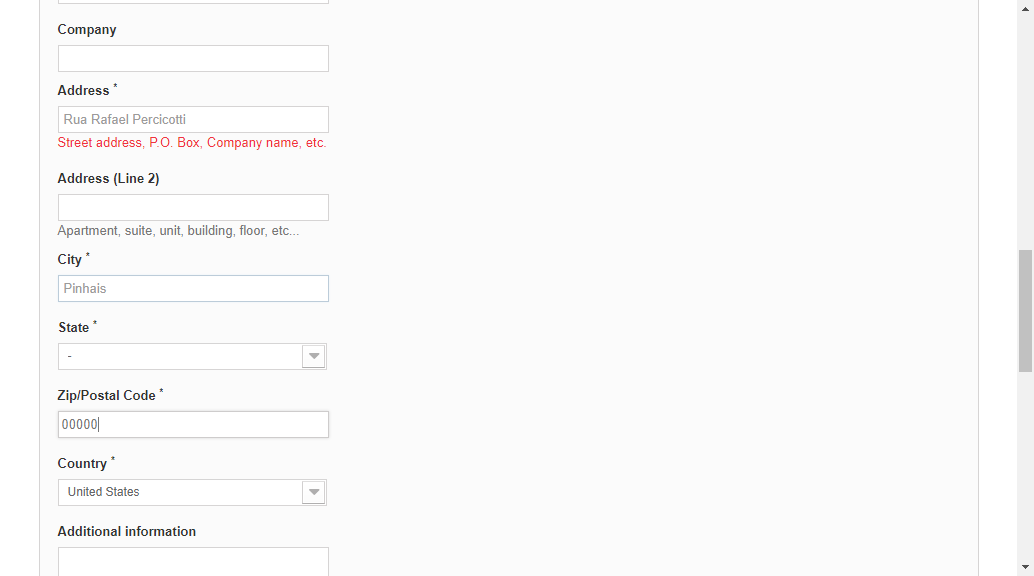 Company
Address *
Rua Rafael Percicotti
Street address, P.O. Box, Company name, etc.
Address (Line 2)
Apartment, suite, unit, building, floor, etc...
City *
Pinhais
State *
-
Zip/Postal Code *
00000
Country *
United States
Additional information